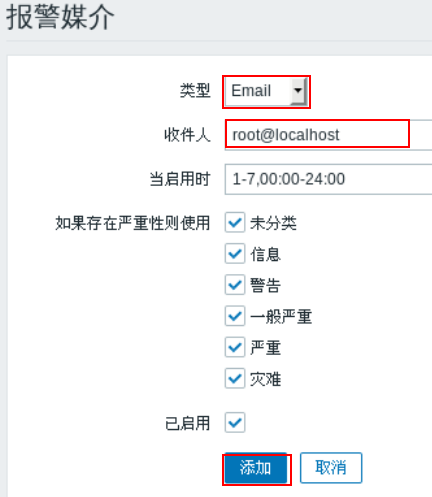 报警媒介
类型 Email
收件人 root@localhost
当启用时 1-7,00:00-24:00
如果存在严重性则使用 未分类
信息
警告
一般严重
严重
灾难
已启用
添加 取消